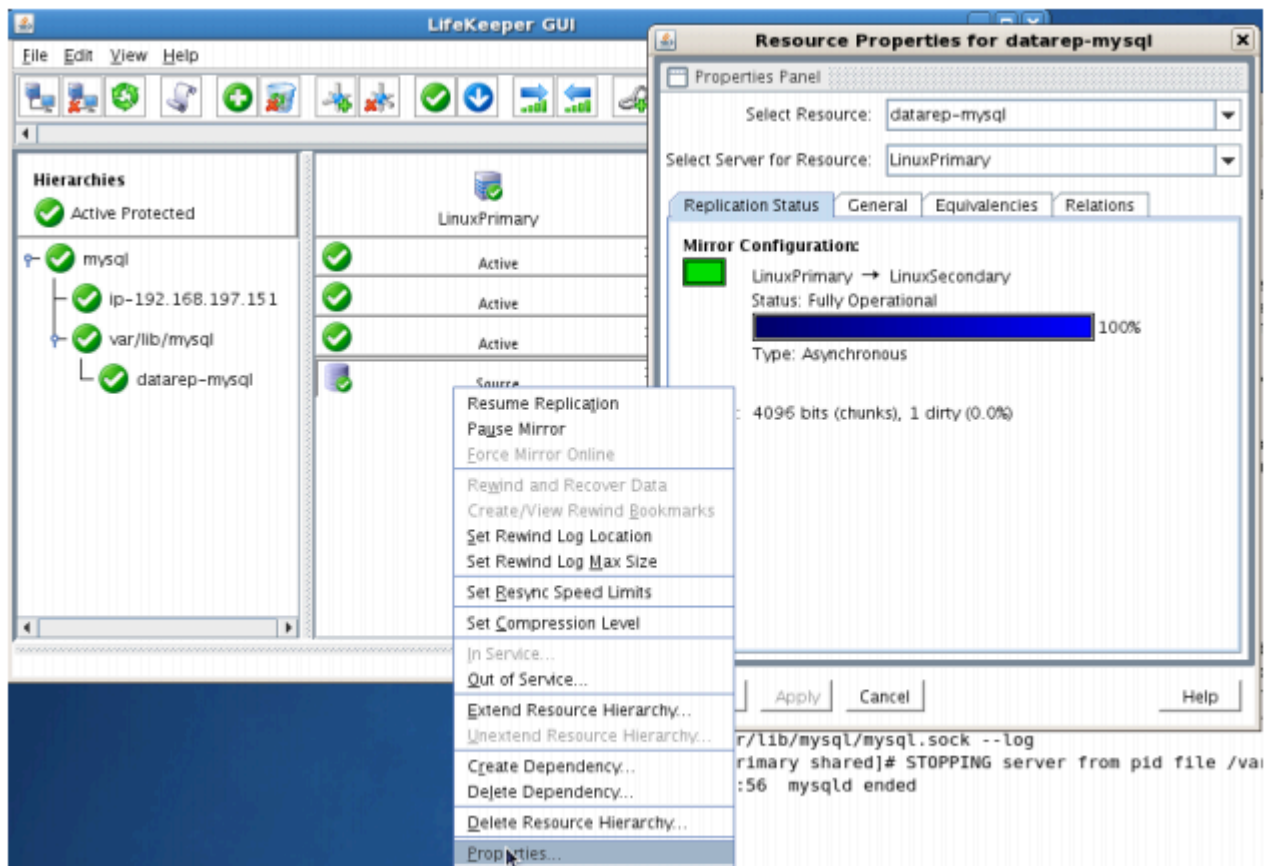 LifeKeeper GUI
File Edit View Help
Hierarchies
Active Protected
mysql
ip-192.168.197.151
var/lib/mysql
datarep-mysql
LinuxPrimary
Active
Active
Active
Source
Resource Properties for datarep-mysql
Properties Panel
Select Resource: datarep-mysql
Select Server for Resource: LinuxPrimary
Replication Status General Equivalencies Relations
Mirror Configuration:
LinuxPrimary → LinuxSecondary
Status: Fully Operational
100%
Type: Asynchronous
: 4096 bits (chunks), 1 dirty (0.0%)
Apply Cancel Help
Resume Replication
Pause Mirror
Force Mirror Online
Rewind and Recover Data
Create/View Rewind Bookmarks
Set Rewind Log Location
Set Rewind Log Max Size
Set Resync Speed Limits
Set Compression Level
In Service...
Out of Service...
Extend Resource Hierarchy...
Unextend Resource Hierarchy...
Create Dependency...
Delete Dependency...
Delete Resource Hierarchy...
Properties...
r/lib/mysql/mysql.sock --log
rimary shared]# STOPPING server from pid file /va
:56 mysqld ended